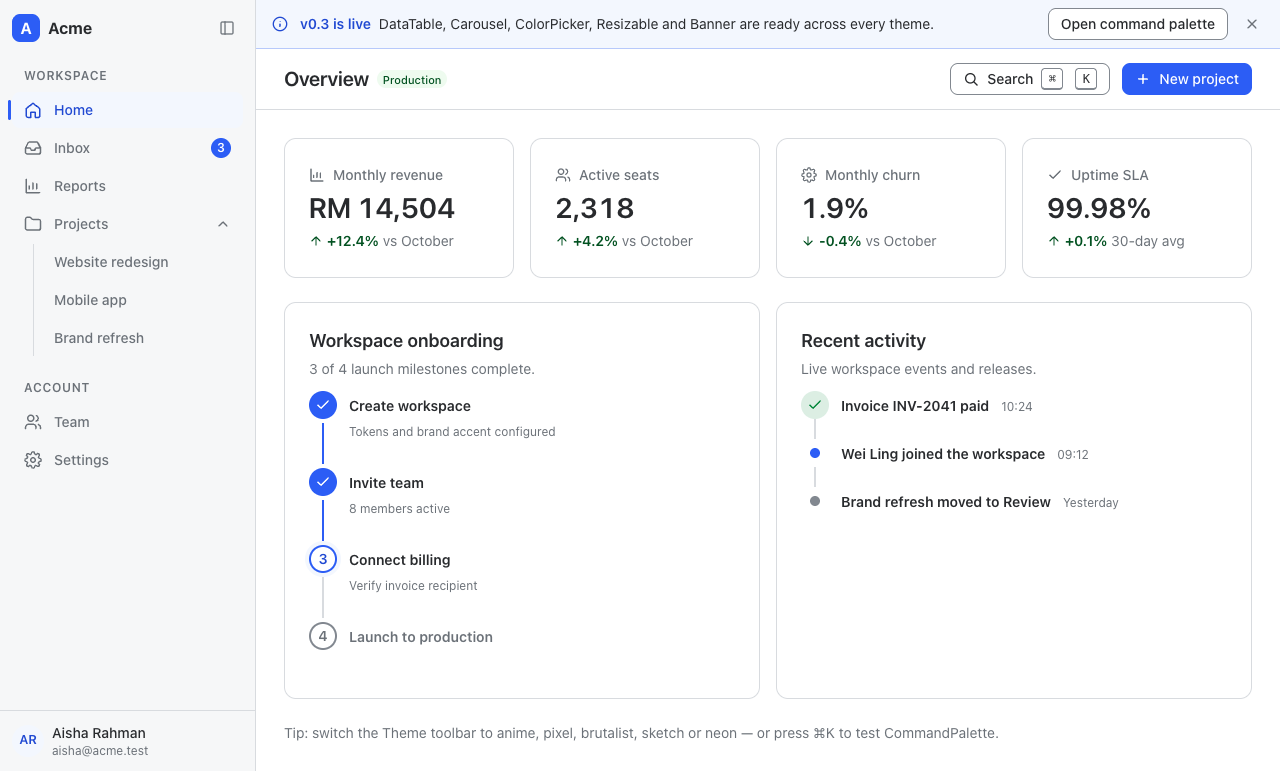 A Acme
WORKSPACE
Home
Inbox 3
Reports
Projects
Website redesign
Mobile app
Brand refresh
ACCOUNT
Team
Settings
AR Aisha Rahman
aisha@acme.test
v0.3 is live DataTable, Carousel, ColorPicker, Resizable and Banner are ready across every theme. Open command palette
Overview Production Search ⌘ K New project
Monthly revenue
RM 14,504
+12.4% vs October
Active seats
2,318
+4.2% vs October
Monthly churn
1.9%
-0.4% vs October
Uptime SLA
99.98%
+0.1% 30-day avg
Workspace onboarding
3 of 4 launch milestones complete.
Create workspace
Tokens and brand accent configured
Invite team
8 members active
3 Connect billing
Verify invoice recipient
4 Launch to production
Recent activity
Live workspace events and releases.
Invoice INV-2041 paid 10:24
Wei Ling joined the workspace 09:12
Brand refresh moved to Review Yesterday
Tip: switch the Theme toolbar to anime, pixel, brutalist, sketch or neon — or press ⌘K to test CommandPalette.